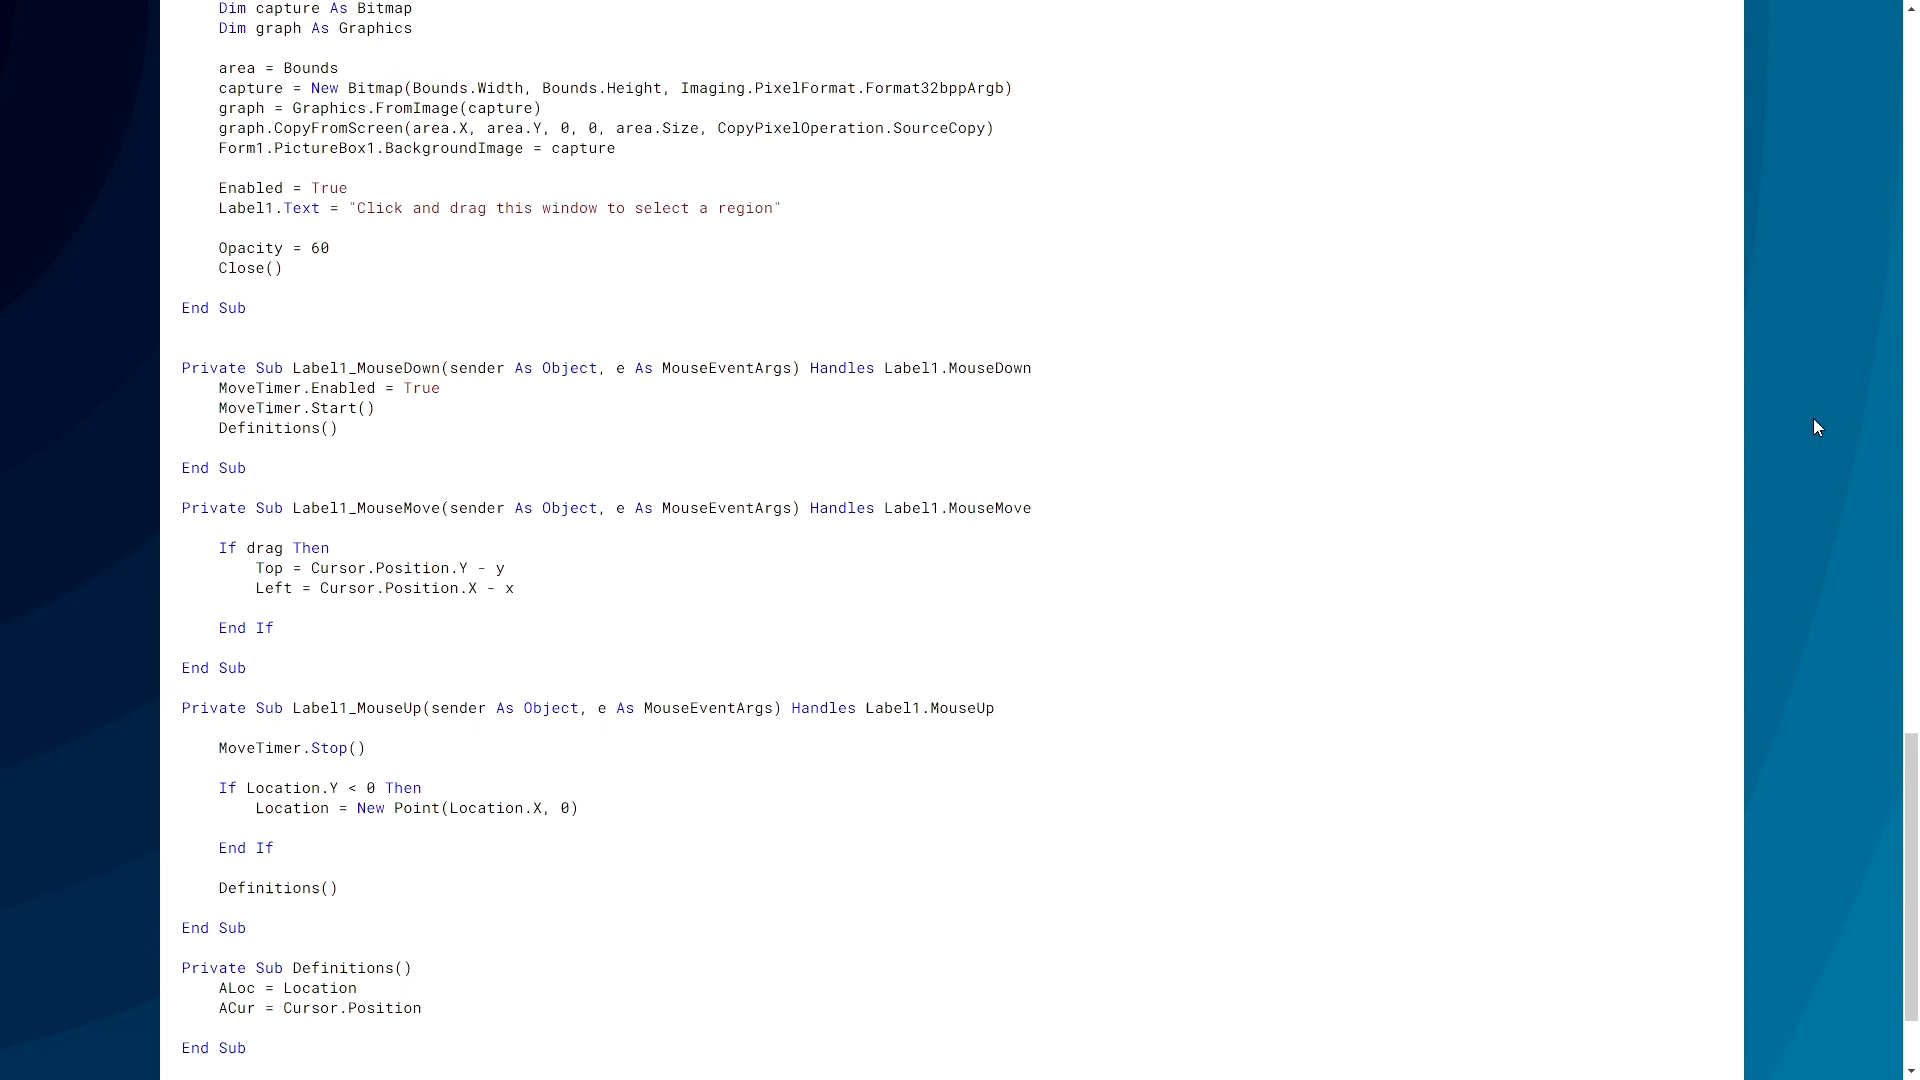 Dim capture As Bitmap
Dim graph As Graphics
area = Bounds
capture = New Bitmap(Bounds.Width, Bounds.Height, Imaging.PixelFormat.Format32bppArgb)
graph = Graphics.FromImage(capture)
graph.CopyFromScreen(area.X, area.Y, 0, 0, area.Size, CopyPixelOperation.SourceCopy)
Form1.PictureBox1.BackgroundImage = capture
Enabled = True
Label1.Text = "Click and drag this window to select a region"
Opacity = 60
Close()
End Sub
Private Sub Label1_MouseDown(sender As Object, e As MouseEventArgs) Handles Label1.MouseDown
MoveTimer.Enabled = True
MoveTimer.Start()
Definitions()
End Sub
Private Sub Label1_MouseMove(sender As Object, e As MouseEventArgs) Handles Label1.MouseMove
If drag Then
Top = Cursor.Position.Y - y
Left = Cursor.Position.X - x
End If
End Sub
Private Sub Label1_MouseUp(sender As Object, e As MouseEventArgs) Handles Label1.MouseUp
MoveTimer.Stop()
If Location.Y < 0 Then
Location = New Point(Location.X, 0)
End If
Definitions()
End Sub
Private Sub Definitions()
ALoc = Location
ACur = Cursor.Position
End Sub